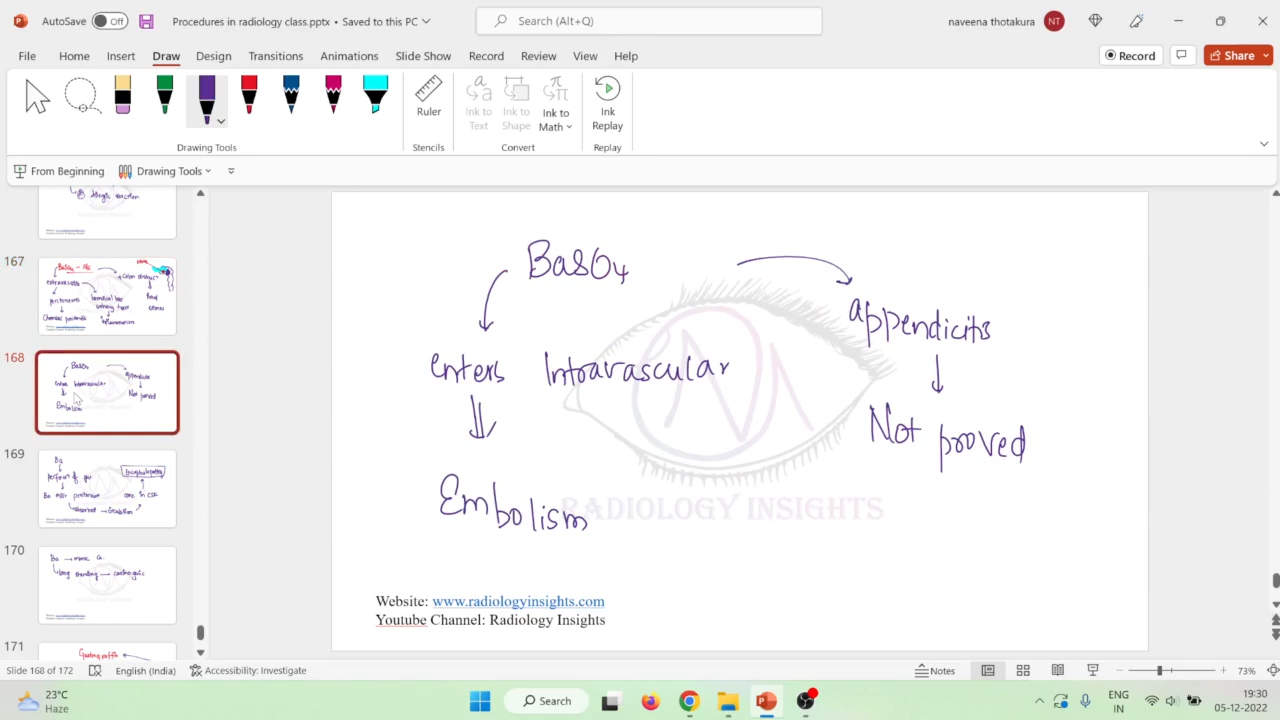 AutoSave Off Procedures in radiology class.pptx • Saved to this PC Search (Alt+Q) naveena thotakura NT
File Home Insert Draw Design Transitions Animations Slide Show Record Review View Help Record Share
Ruler
Ink to Text
Ink to Shape
Ink to Math
Ink Replay
Drawing Tools Stencils Convert Replay
From Beginning Drawing Tools
167
168
169
170
171
BaSO4
appendicits
enters Intravascular
Not proved
Embolism
RADIOLOGY INSIGHTS
Website: www.radiologyinsights.com
Youtube Channel: Radiology Insights
Slide 168 of 172 English (India) Accessibility: Investigate Notes 73%
23°C
Haze
Search
ENG
IN
19:30
05-12-2022